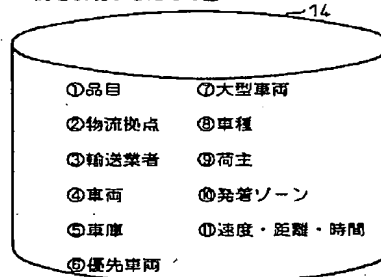 14
①品目 ⑦大型車両
②物流拠点 ⑧車種
③輸送業者 ⑨荷主
④車両 ⑩発着ゾーン
⑤車庫 ⑪速度・距離・時間
⑥優先車両